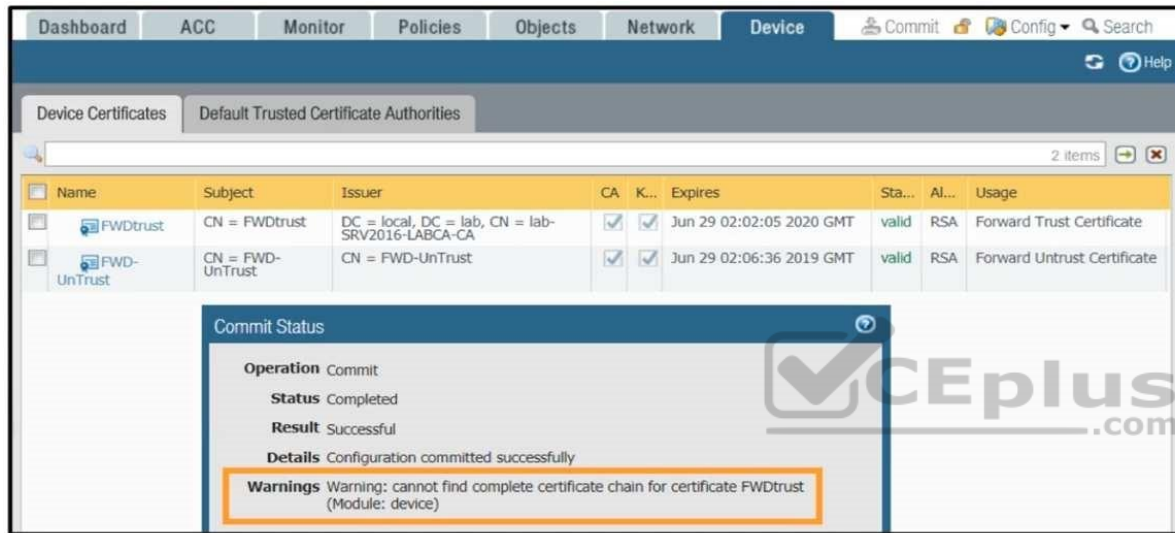 Dashboard ACC Monitor Policies Objects Network Device Commit Config Search
Help
Device Certificates Default Trusted Certificate Authorities
2 items
Name Subject Issuer CA K... Expires Sta... Al... Usage
FWDtrust CN = FWDtrust DC = local, DC = lab, CN = lab-
SRV2016-LABCA-CA Jun 29 02:02:05 2020 GMT valid RSA Forward Trust Certificate
FWD-
UnTrust CN = FWD-
UnTrust CN = FWD-UnTrust Jun 29 02:06:36 2019 GMT valid RSA Forward Untrust Certificate
Commit Status
Operation Commit
Status Completed
Result Successful
Details Configuration committed successfully
Warnings Warning: cannot find complete certificate chain for certificate FWDtrust
(Module: device)
CEplus
.com